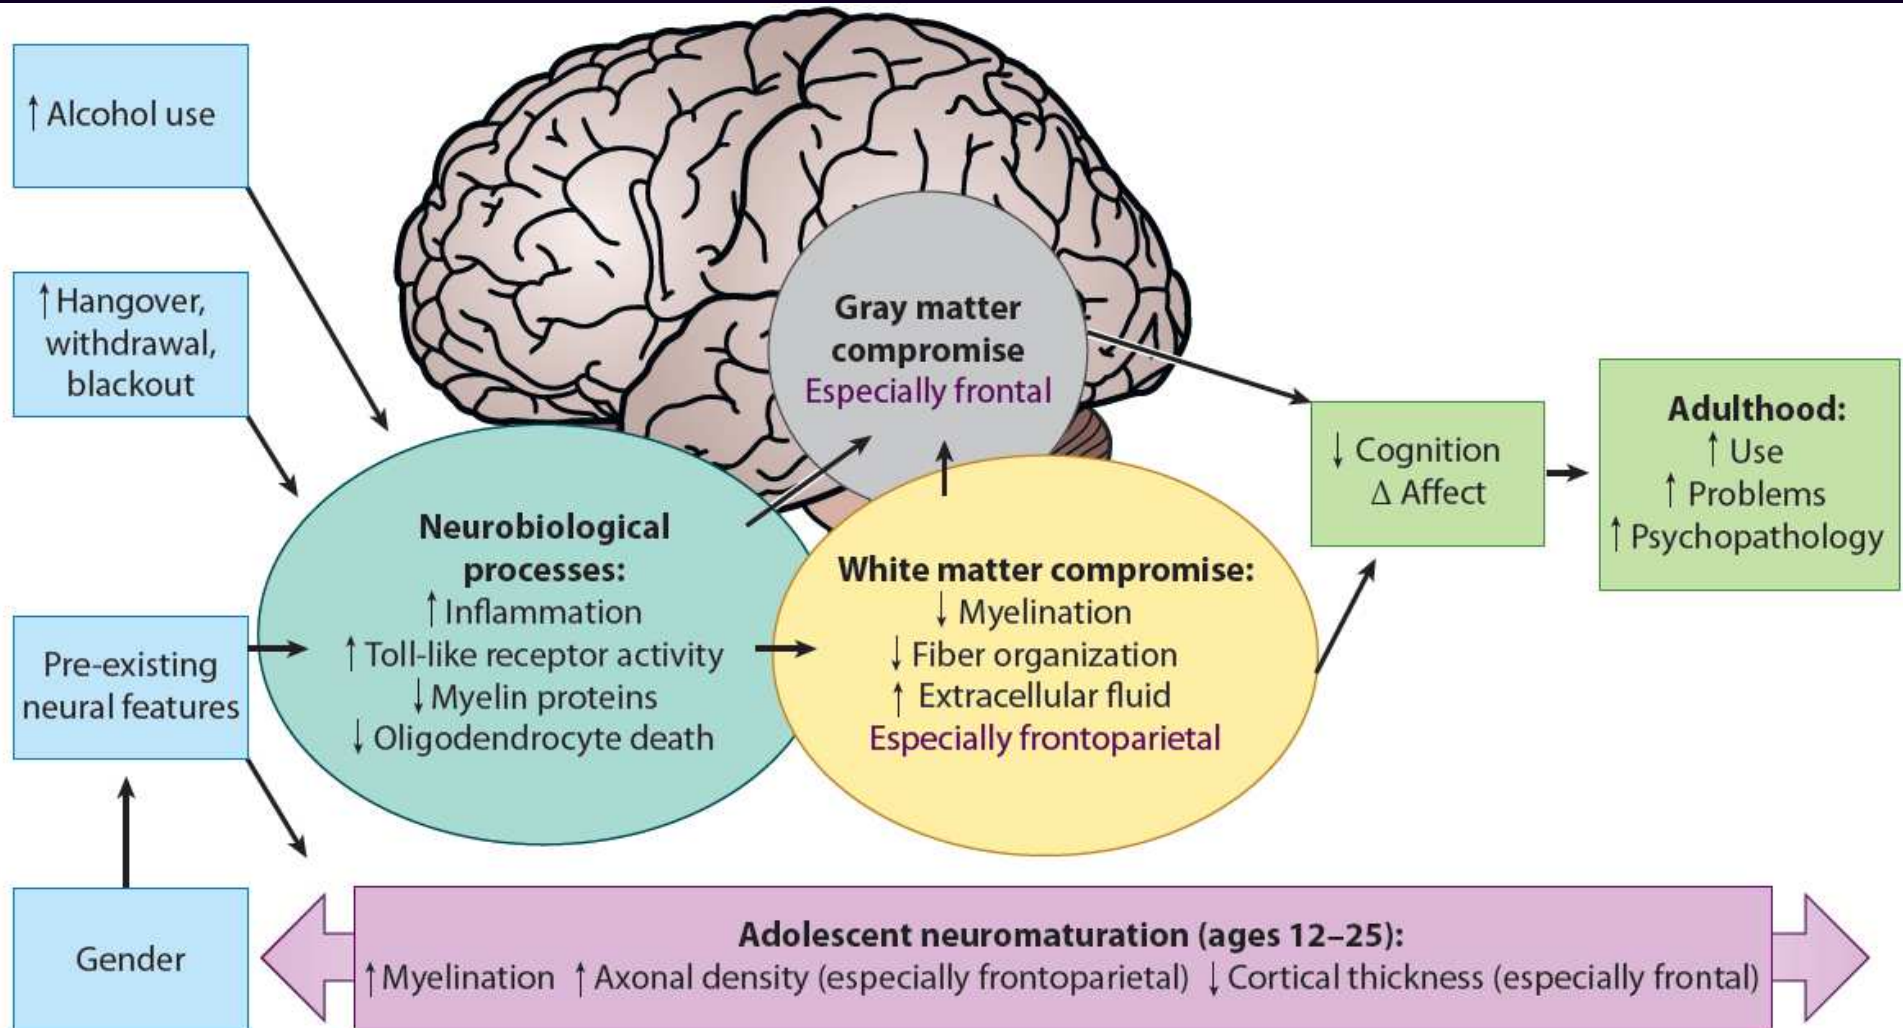 ↑ Alcohol use
↑ Hangover,
withdrawal,
blackout
Pre-existing
neural features
Gender
Gray matter
compromise
Especially frontal
Neurobiological
processes:
↑ Inflammation
↑ Toll-like receptor activity
↓ Myelin proteins
↓ Oligodendrocyte death
White matter compromise:
↓ Myelination
↓ Fiber organization
↑ Extracellular fluid
Especially frontoparietal
↓ Cognition
Δ Affect
Adulthood:
↑ Use
↑ Problems
↑ Psychopathology
Adolescent neuromaturation (ages 12–25):
↑ Myelination ↑ Axonal density (especially frontoparietal) ↓ Cortical thickness (especially frontal)